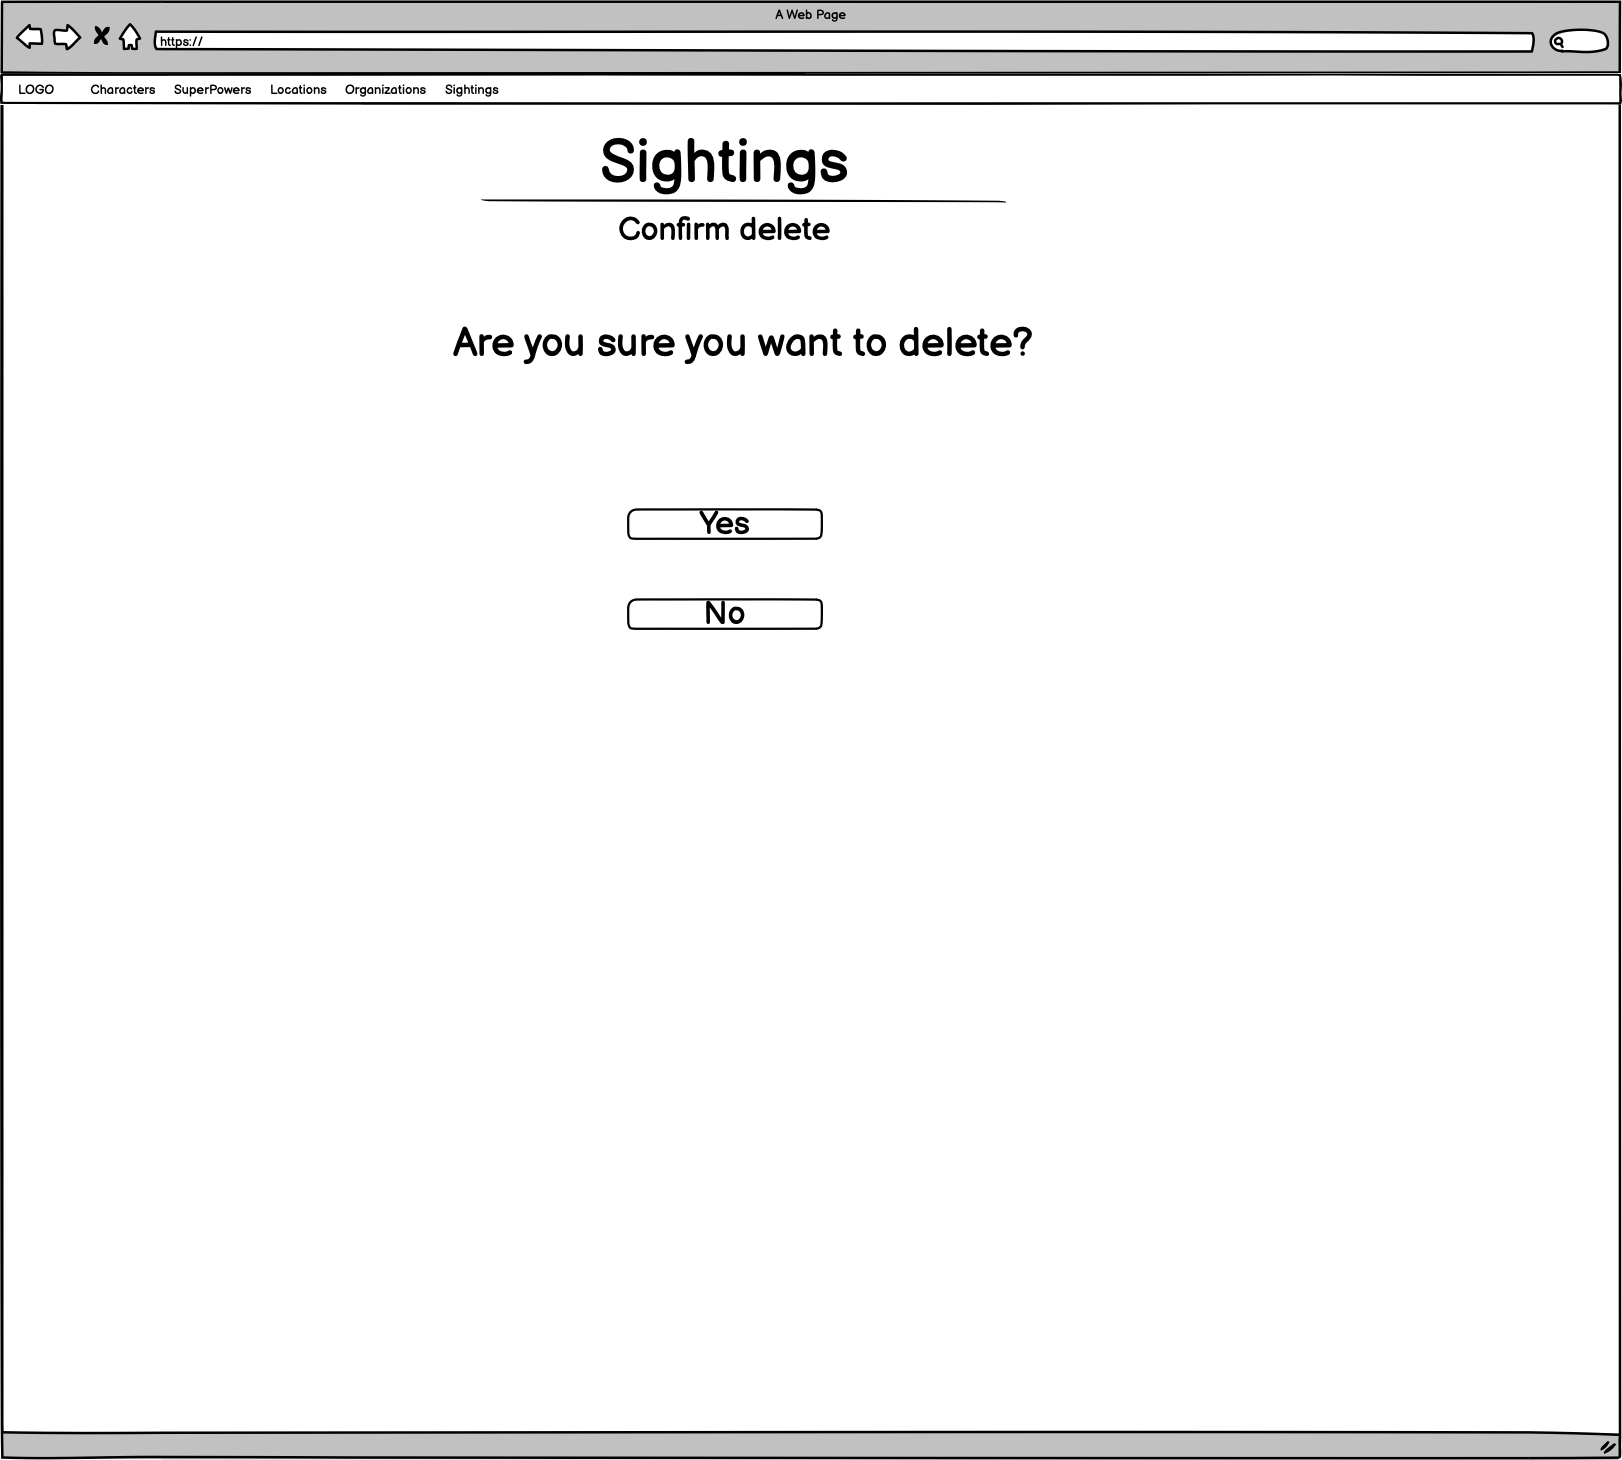 A Web Page
https://
LOGO Characters SuperPowers Locations Organizations Sightings
Sightings
Confirm delete
Are you sure you want to delete?
Yes
No